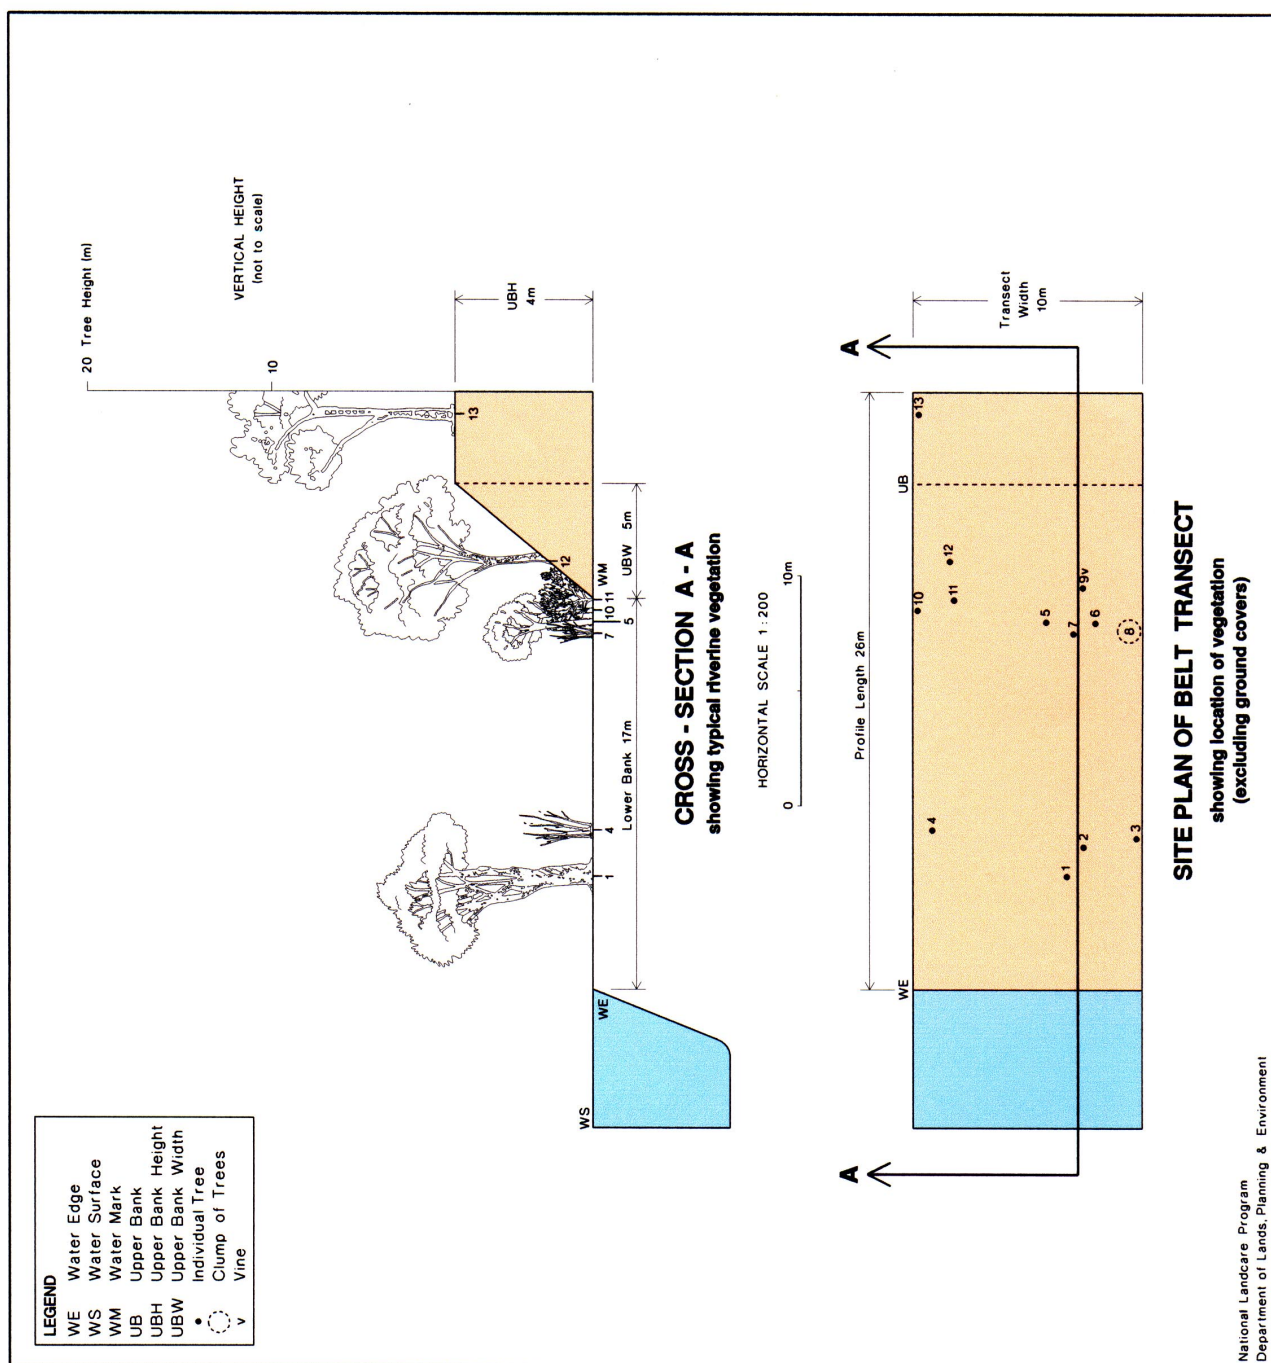 LEGEND
WE Water Edge
WS Water Surface
WM Water Mark
UB Upper Bank
UBH Upper Bank Height
UBW Upper Bank Width
Individual Tree
Clump of Trees
v Vine
20 Tree Height (m)
10
VERTICAL HEIGHT
(not to scale)
UBH
4m
13
12
WS
WE
1
4
7
5
10
11
WM
Lower Bank 17m
UBW 5m
CROSS - SECTION A - A
showing typical riverine vegetation
HORIZONTAL SCALE 1 : 200
0
10m
A
A
Profile Length 26m
Transect
Width
10m
WE
UB
13
10
12
11
4
5
9v
7
6
1
2
8
3
SITE PLAN OF BELT TRANSECT
showing location of vegetation
(excluding ground covers)
National Landcare Program
Department of Lands, Planning & Environment